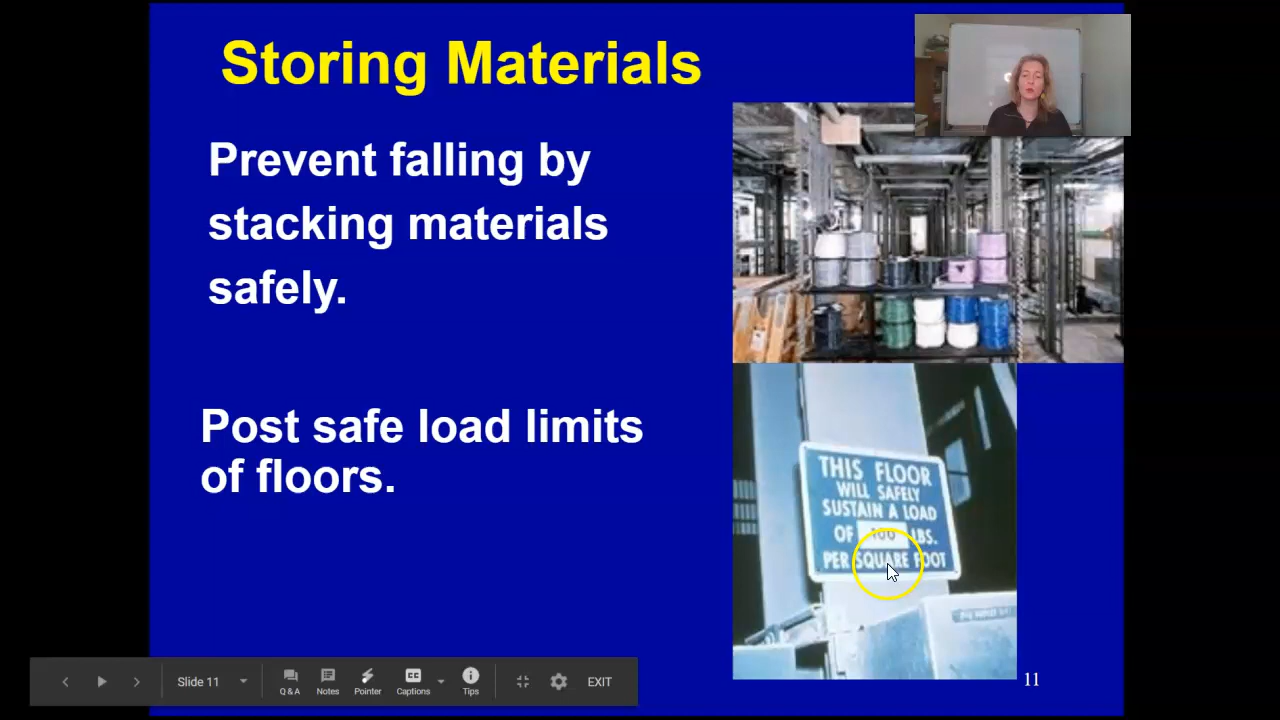 Storing Materials
Prevent falling by
stacking materials
safely.
Post safe load limits
of floors.
THIS FLOOR
WILL SAFELY
SUSTAIN A LOAD
OF 100 LBS.
PER SQUARE FOOT
11
Slide 11
Q & A
Notes
Pointer
Captions
Tips
EXIT